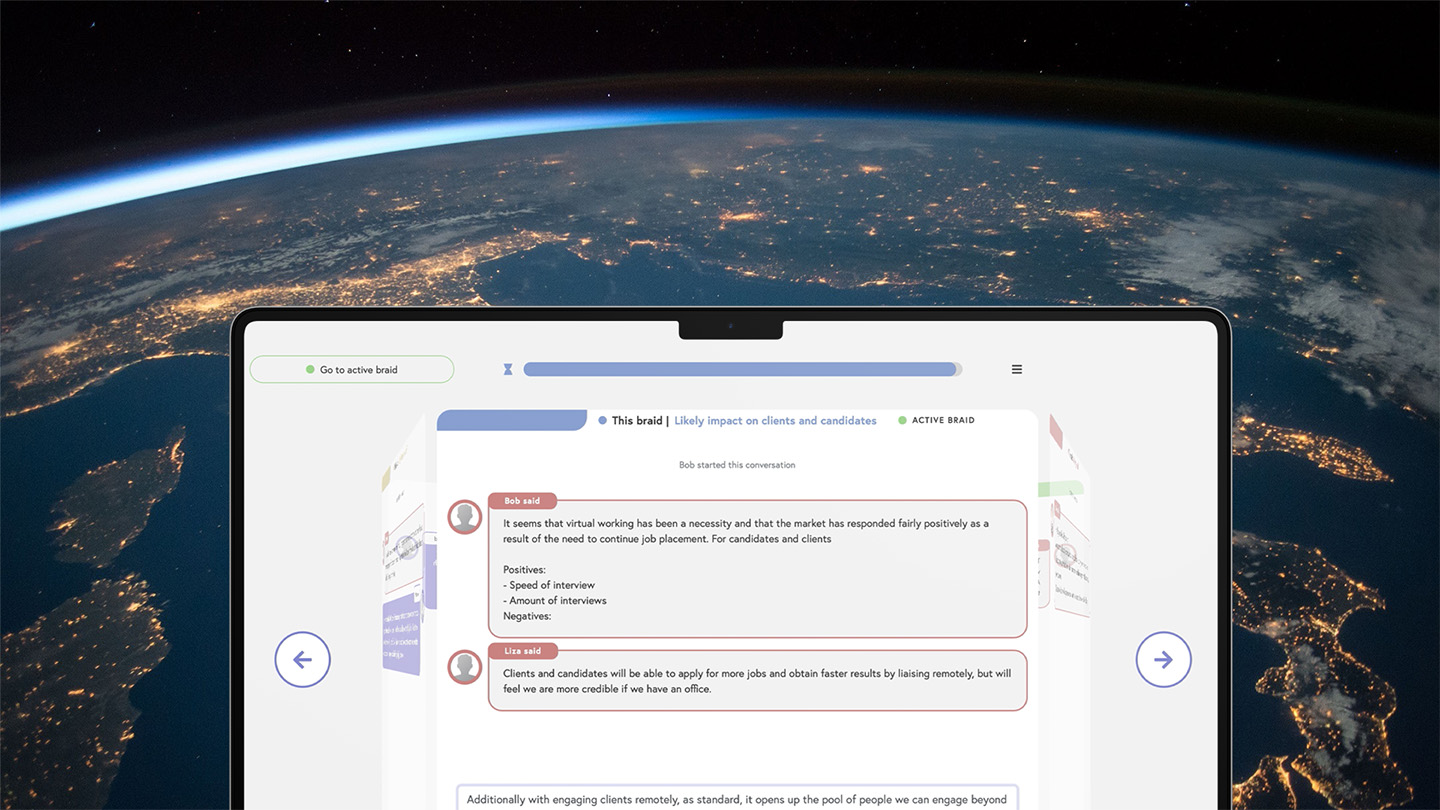 Go to active braid
This braid | Likely impact on clients and candidates
ACTIVE BRAID
Bob started this conversation
Bob said
It seems that virtual working has been a necessity and that the market has responded fairly positively as a
result of the need to continue job placement. For candidates and clients
Positives:
- Speed of interview
- Amount of interviews
Negatives:
Liza said
Clients and candidates will be able to apply for more jobs and obtain faster results by liaising remotely, but will
feel we are more credible if we have an office.
Additionally with engaging clients remotely, as standard, it opens up the pool of people we can engage beyond